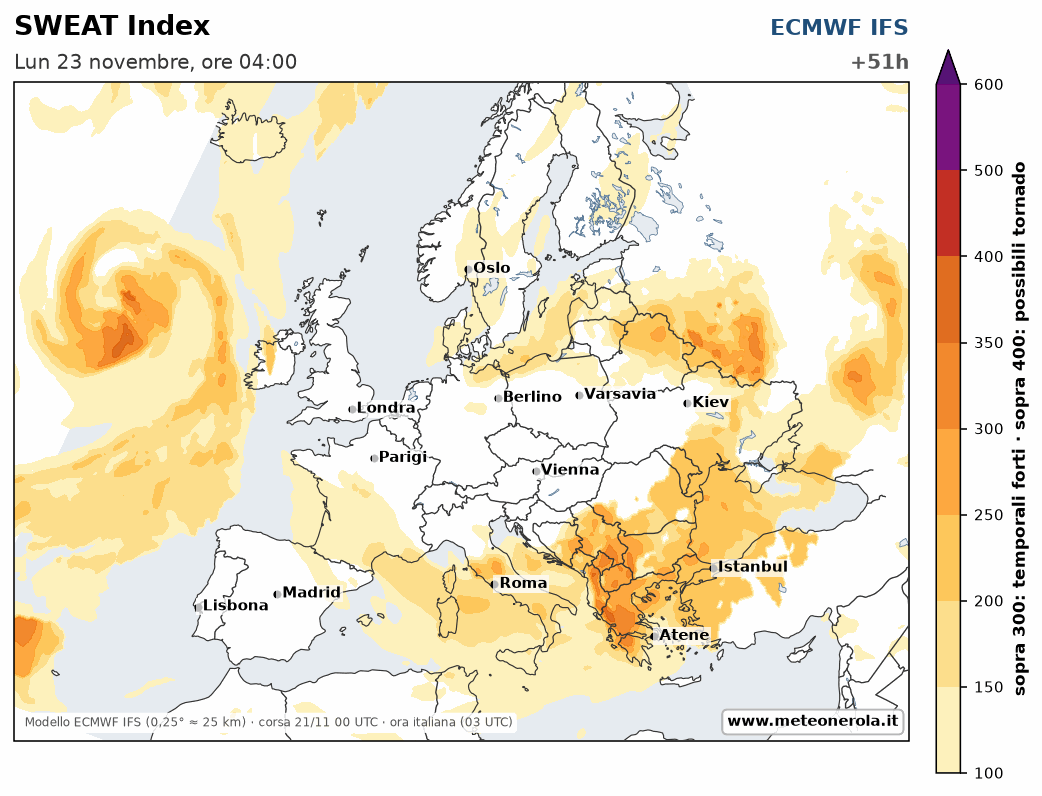 SWEAT Index
ECMWF IFS
Lun 23 novembre, ore 04:00
+51h
600
500
400
350
300
250
200
150
100
sopra 300: temporali forti · sopra 400: possibili tornado
Oslo
Londra
Berlino
Varsavia
Kiev
Parigi
Vienna
Istanbul
Roma
Madrid
Lisbona
Atene
Modello ECMWF IFS (0,25° ≈ 25 km) · corsa 21/11 00 UTC · ora italiana (03 UTC)
www.meteonerola.it